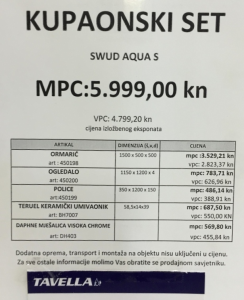 KUPAONSKI SET
SWUD AQUA S
MPC:5.999,00 kn
VPC: 4.799,20 kn
cijena izložbenog eksponata
ARTIKAL DIMENZIJA (š,v,d) CIJENA
ORMARIĆ 1500 x 500 x 500 mpc :3.529,21 kn
art : 450198 vpc: 2.823,37 kn
OGLEDALO 1150 x 1200 x 4 mpc: 783,71 kn
art : 450200 vpc: 626,96 kn
POLICE 350 x 1200 x 150 mpc: 486,14 kn
art : 450199 vpc: 388,91 kn
TERUEL KERAMIČKI UMIVAONIK 58,5x14x39 mpc : 687,50 kn
art : BH7007 vpc: 550,00 KN
DAPHNE MJEŠALICA VISOKA CHROME mpc: 569,80 kn
art : DH403 vpc: 455,84 kn
Dodatna oprema, transport i montaža na objektu nisu uključeni u cijenu.
Za sve ostale informacije molimo Vas obratite se prodajnom savjetniku.
TAVELLA